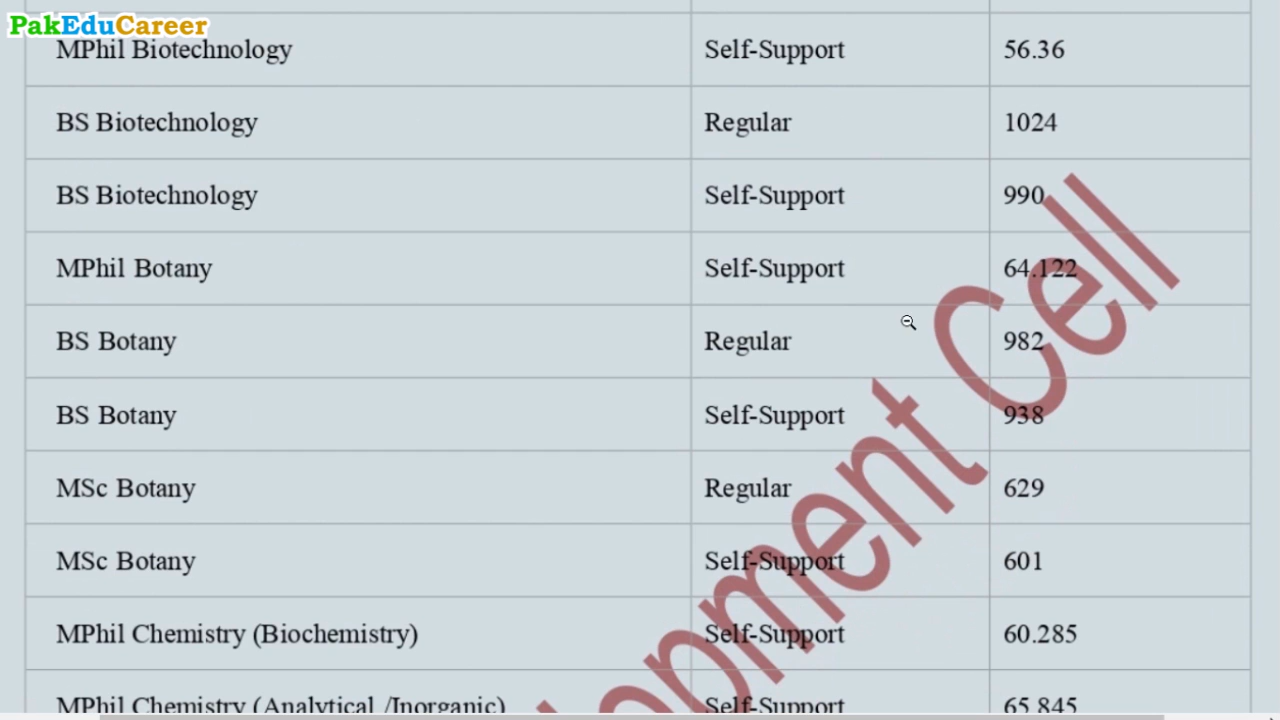 PakEduCareer
MPhil Biotechnology Self-Support 56.36
BS Biotechnology Regular 1024
BS Biotechnology Self-Support 990
MPhil Botany Self-Support 64.122
BS Botany Regular 982
BS Botany Self-Support 938
MSc Botany Regular 629
MSc Botany Self-Support 601
MPhil Chemistry (Biochemistry) Self-Support 60.285
MPhil Chemistry (Analytical /Inorganic) Self-Support 65.845
lopment Cell